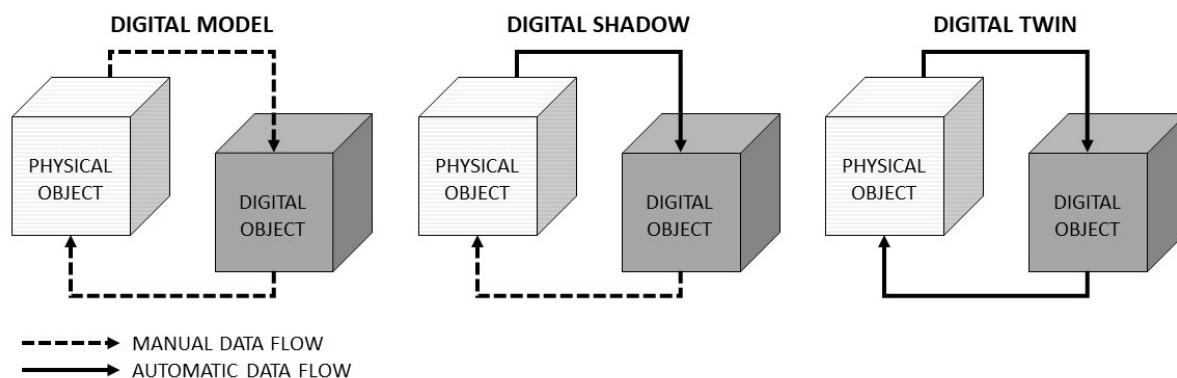 DIGITAL MODEL
PHYSICAL
OBJECT
DIGITAL
OBJECT
DIGITAL SHADOW
PHYSICAL
OBJECT
DIGITAL
OBJECT
DIGITAL TWIN
PHYSICAL
OBJECT
DIGITAL
OBJECT
MANUAL DATA FLOW
AUTOMATIC DATA FLOW